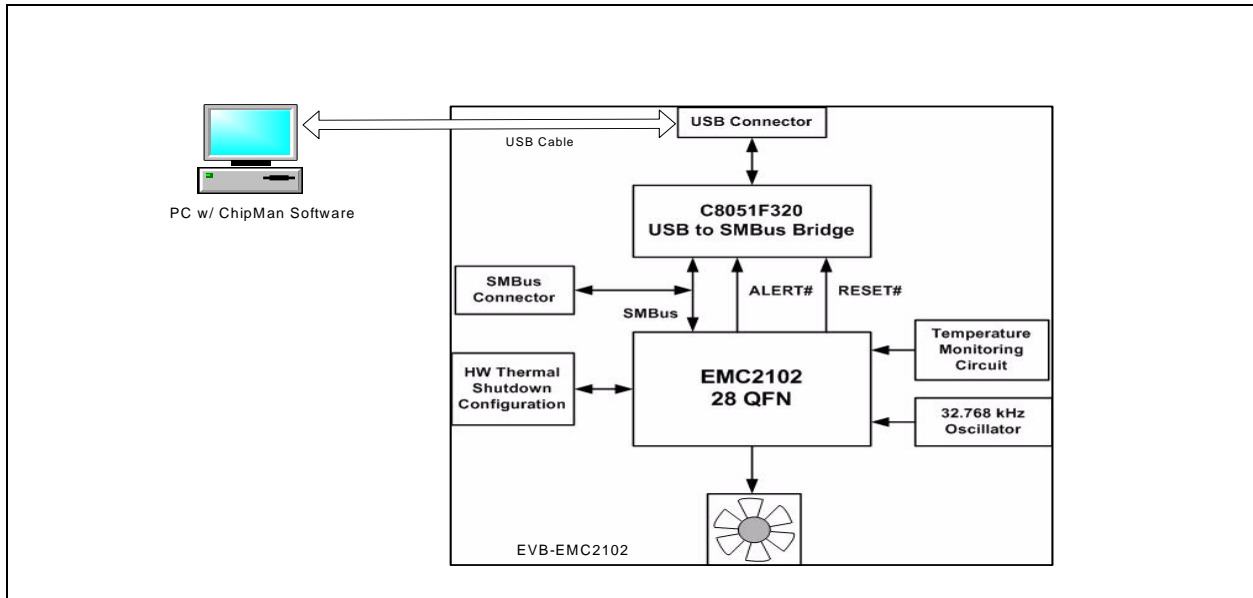 USB Connector
USB Cable
PC w/ ChipMan Software
C8051F320
USB to SMBus Bridge
SMBus
Connector
SMBus
ALERT#
RESET#
HW Thermal
Shutdown
Configuration
EMC2102
28 QFN
Temperature
Monitoring
Circuit
32.768 kHz
Oscillator
EVB-EMC2102